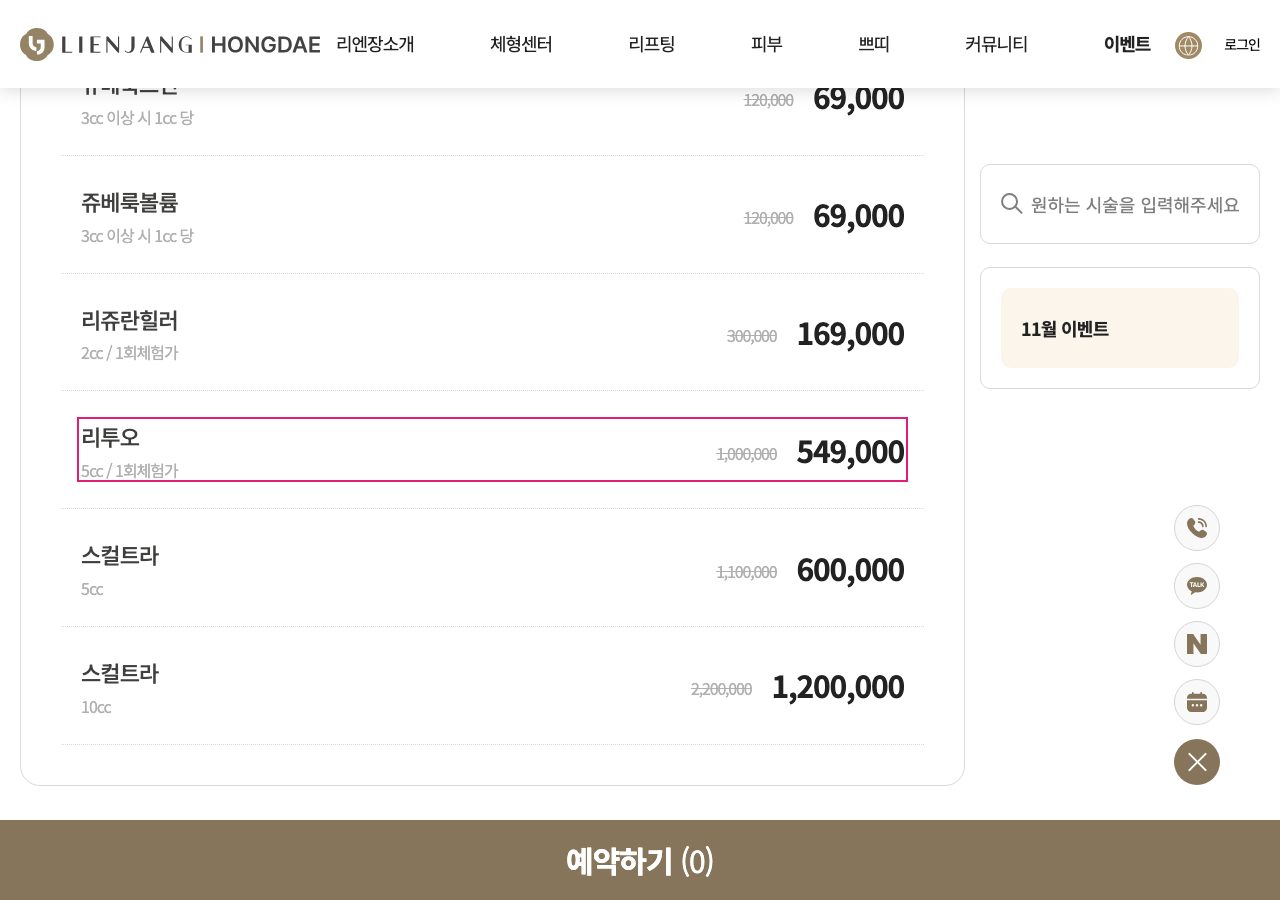 LIENJANG | HONGDAE
리엔장소개
체형센터
리프팅
피부
쁘띠
커뮤니티
이벤트
로그인
120,000 69,000
3cc 이상 시 1cc 당
쥬베룩볼륨
120,000 69,000
3cc 이상 시 1cc 당
리쥬란힐러
300,000 169,000
2cc / 1회체험가
리투오
1,000,000 549,000
5cc / 1회체험가
스컬트라
1,100,000 600,000
5cc
스컬트라
2,200,000 1,200,000
10cc
원하는 시술을 입력해주세요
11월 이벤트
TALK
N
예약하기 (0)